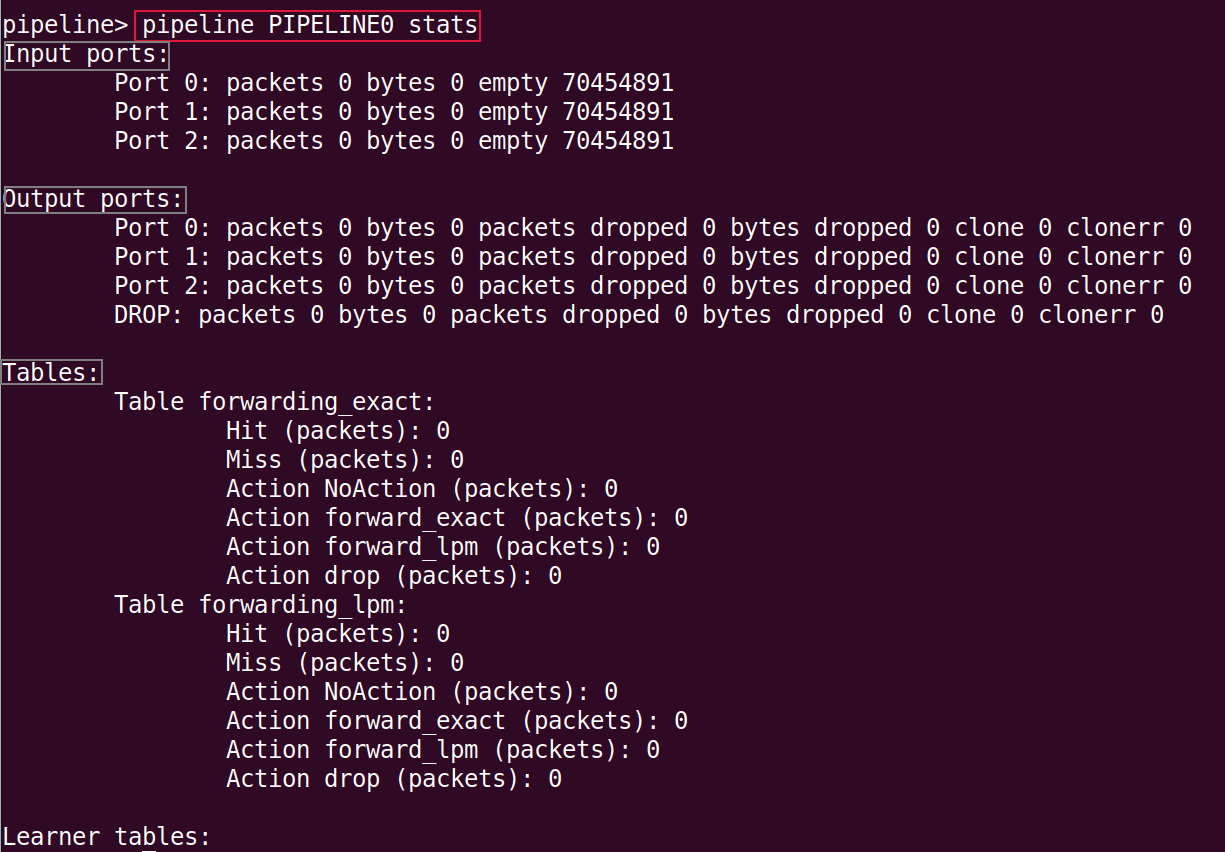 pipeline> pipeline PIPELINE0 stats
Input ports:
Port 0: packets 0 bytes 0 empty 70454891
Port 1: packets 0 bytes 0 empty 70454891
Port 2: packets 0 bytes 0 empty 70454891
Output ports:
Port 0: packets 0 bytes 0 packets dropped 0 bytes dropped 0 clone 0 clonerr 0
Port 1: packets 0 bytes 0 packets dropped 0 bytes dropped 0 clone 0 clonerr 0
Port 2: packets 0 bytes 0 packets dropped 0 bytes dropped 0 clone 0 clonerr 0
DROP: packets 0 bytes 0 packets dropped 0 bytes dropped 0 clone 0 clonerr 0
Tables:
Table forwarding_exact:
Hit (packets): 0
Miss (packets): 0
Action NoAction (packets): 0
Action forward_exact (packets): 0
Action forward_lpm (packets): 0
Action drop (packets): 0
Table forwarding_lpm:
Hit (packets): 0
Miss (packets): 0
Action NoAction (packets): 0
Action forward_exact (packets): 0
Action forward_lpm (packets): 0
Action drop (packets): 0
Learner tables: